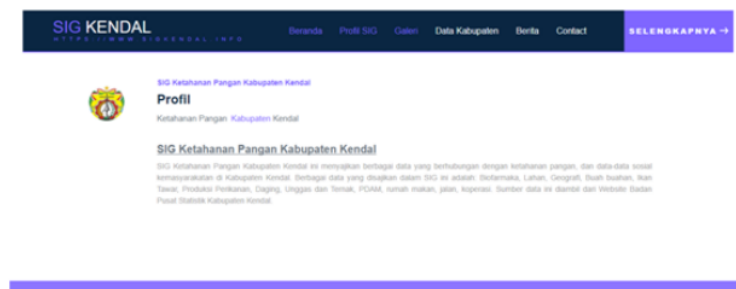 SIG KENDAL
HTTPS://WWW.SIGKENDAL.INFO
Beranda Profil SIG Galeri Data Kabupaten Berita Contact
SELENGKAPNYA →
SIG Ketahanan Pangan Kabupaten Kendal
Profil
Ketahanan Pangan Kabupaten Kendal
SIG Ketahanan Pangan Kabupaten Kendal
SIG Ketahanan Pangan Kabupaten Kendal ini menyajikan berbagai data yang berhubungan dengan ketahanan pangan, dan data-data sosial
kemasyarakatan di Kabupaten Kendal. Berbagai data yang disajikan dalam SIG ini adalah: Biofarmaka, Lahan, Geografi, Buah buahan, Ikan
Tawar, Produksi Perikanan, Daging, Unggas dan Ternak, PDAM, rumah makan, jalan, koperasi. Sumber data ini diambil dari Website Badan
Pusat Statistik Kabupaten Kendal.